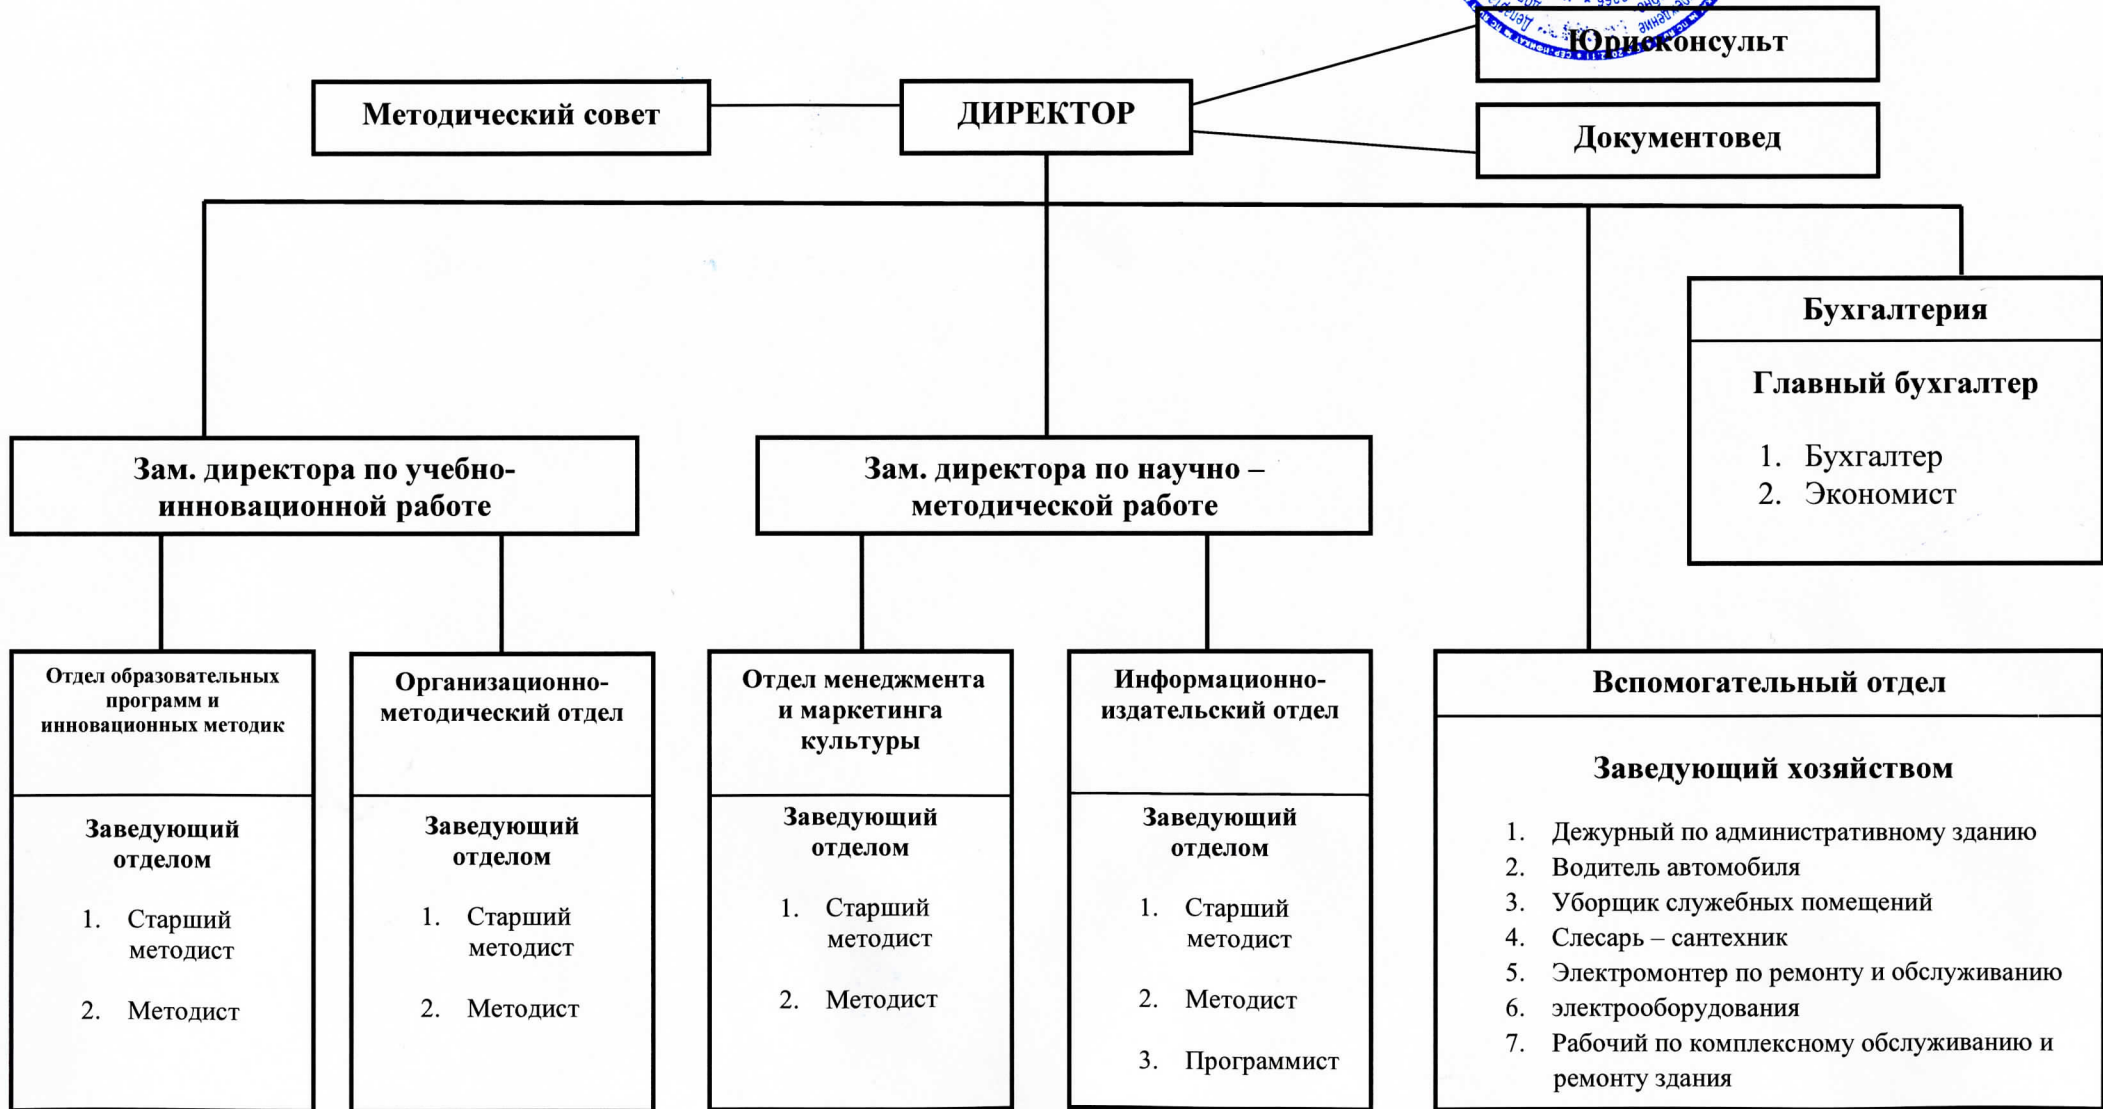 Юрисконсульт
Методический совет
ДИРЕКТОР
Документовед
Бухгалтерия
Главный бухгалтер
1. Бухгалтер
2. Экономист
Зам. директора по учебно-
инновационной работе
Зам. директора по научно –
методической работе
Отдел образовательных
программ и
инновационных методик
Заведующий
отделом
1. Старший
методист
2. Методист
Организационно-
методический отдел
Заведующий
отделом
1. Старший
методист
2. Методист
Отдел менеджмента
и маркетинга
культуры
Заведующий
отделом
1. Старший
методист
2. Методист
Информационно-
издательский отдел
Заведующий
отделом
1. Старший
методист
2. Методист
3. Программист
Вспомогательный отдел
Заведующий хозяйством
1. Дежурный по административному зданию
2. Водитель автомобиля
3. Уборщик служебных помещений
4. Слесарь – сантехник
5. Электромонтер по ремонту и обслуживанию
6. электрооборудования
7. Рабочий по комплексному обслуживанию и
ремонту здания